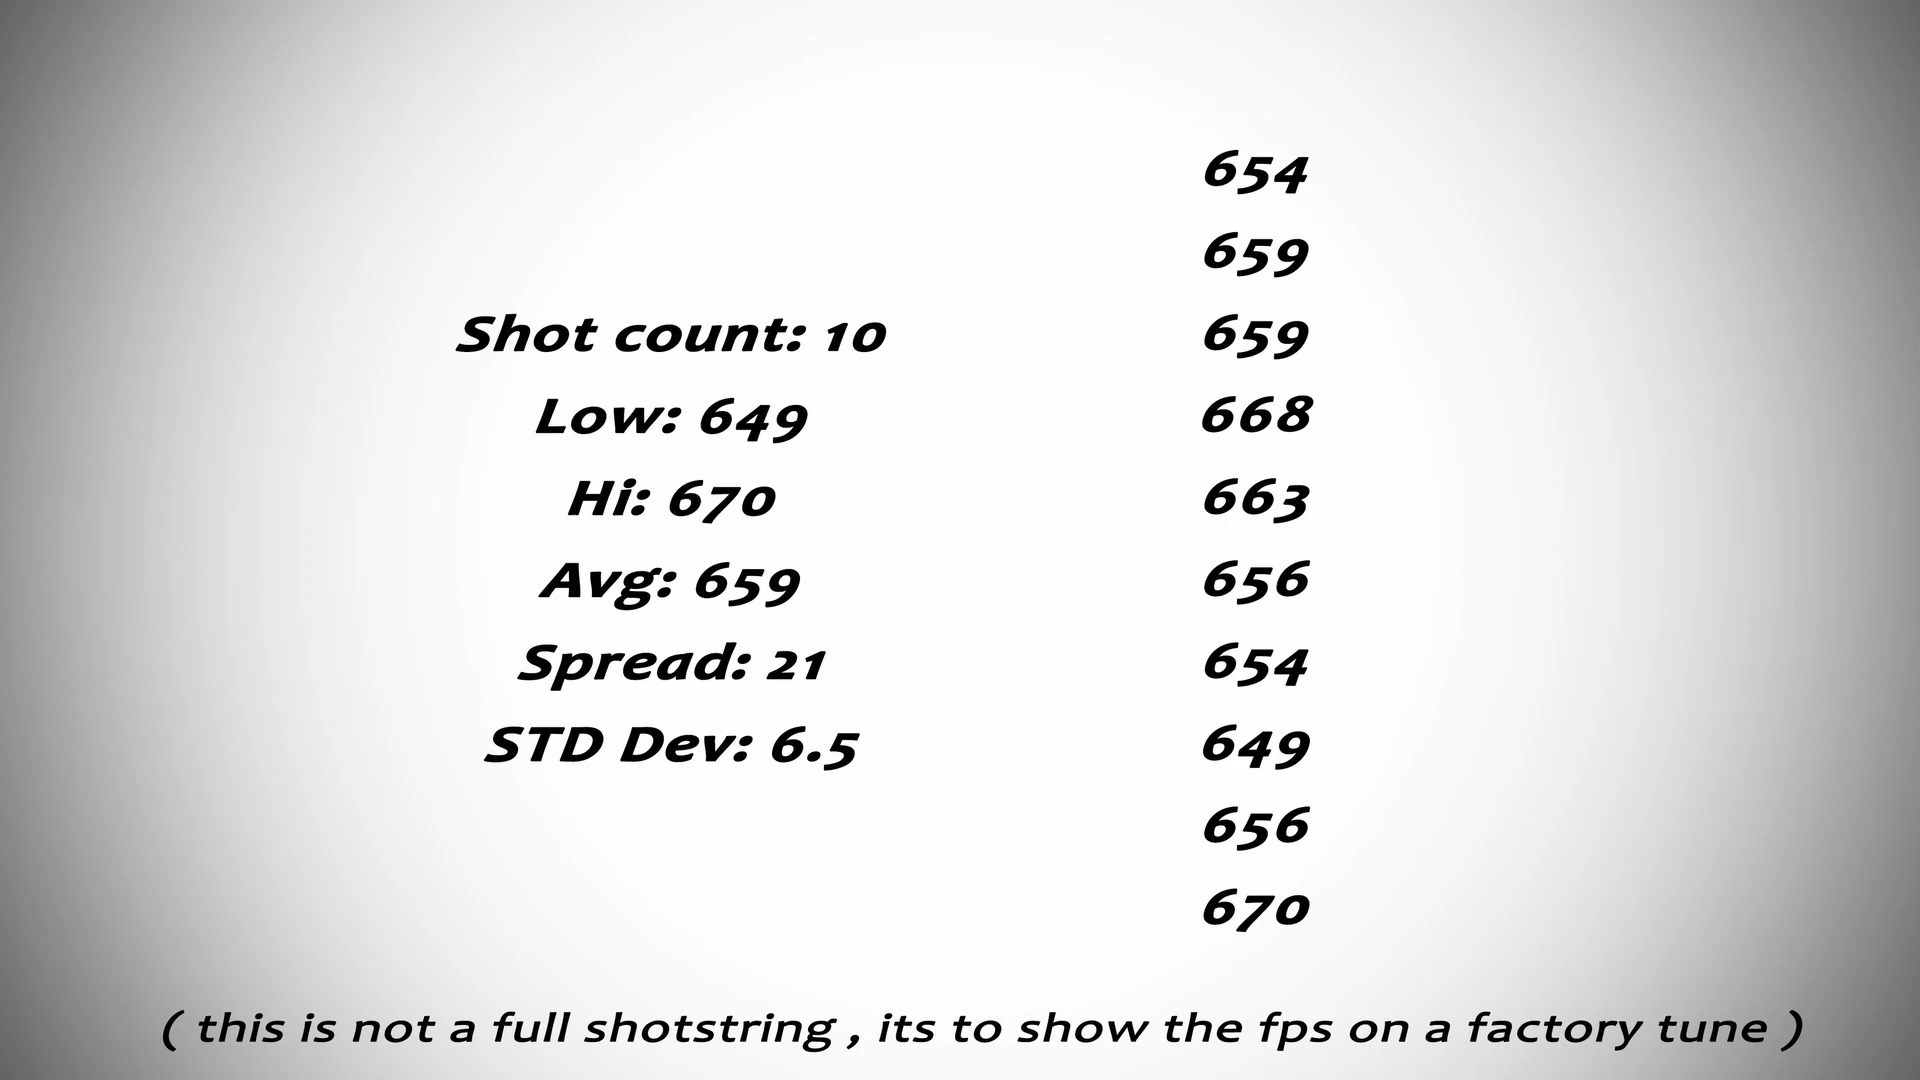 Shot count: 10
Low: 649
Hi: 670
Avg: 659
Spread: 21
STD Dev: 6.5
654
659
659
668
663
656
654
649
656
670
( this is not a full shotstring , its to show the fps on a factory tune )